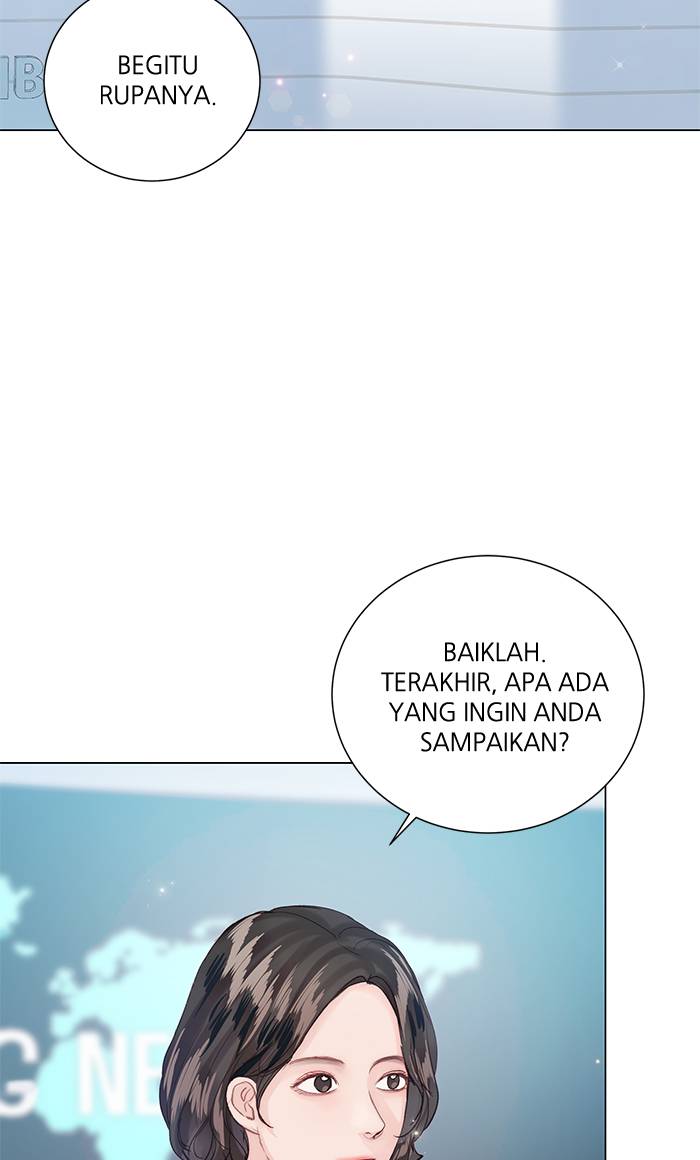 BEGITU
RUPANYA.
BAIKLAH.
TERAKHIR, APA ADA
YANG INGIN ANDA
SAMPAIKAN?